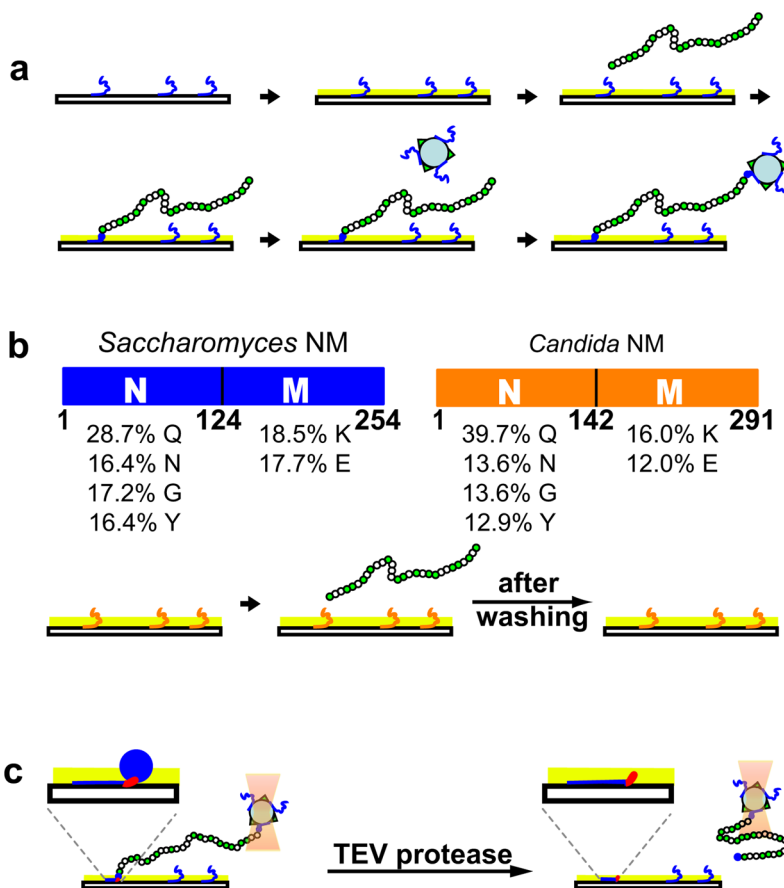 a
b
Saccharomyces NM
Candida NM
N M
N M
1 124 254
1 142 291
28.7% Q
16.4% N
17.2% G
16.4% Y
18.5% K
17.7% E
39.7% Q
13.6% N
13.6% G
12.9% Y
16.0% K
12.0% E
after
washing
c
TEV protease